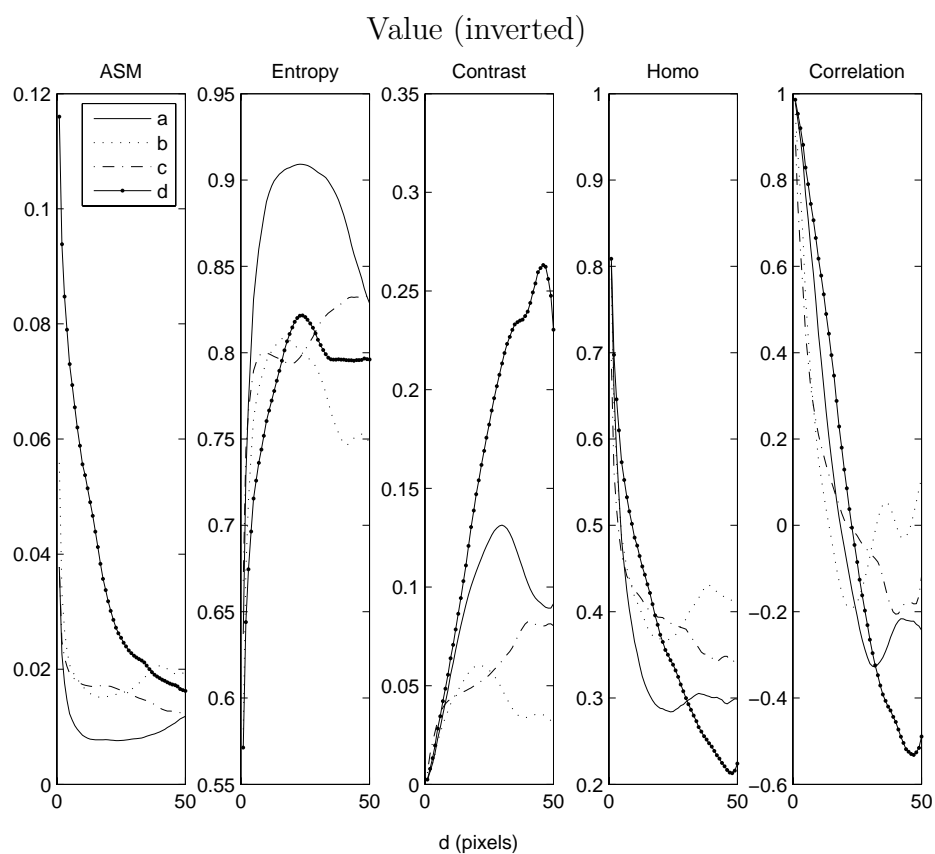 Value (inverted)
ASM Entropy Contrast Homo Correlation
0.12 0.95 0.35 1 1
a
b
c
d
0.9 0.3 0.9 0.8
0.1
0.85 0.25 0.8 0.6
0.08
0.8 0.2 0.7 0.4
0.06 0.75 0.6 0.2
0.15
0.7 0.5 0
0.04
0.1
0.65 0.4 −0.2
0.02
0.6 0.05 0.3 −0.4
0 0.55 0 0.2 −0.6
0 50 0 50 0 50 0 50 0 50
d (pixels)